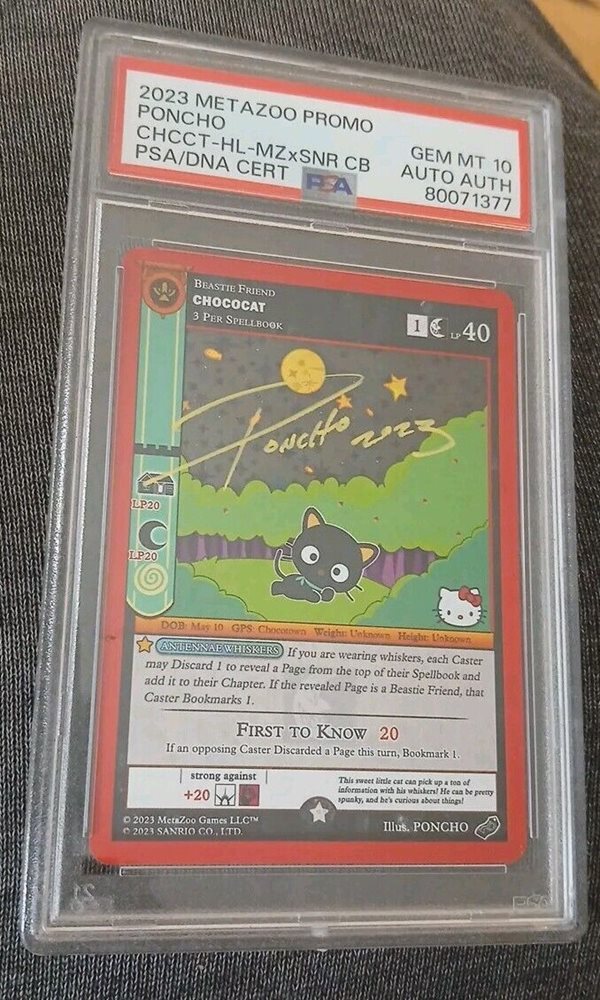 2023 METAZOO PROMO
PONCHO
CHCCT-HL-MZxSNR CB
PSA/DNA CERT
GEM MT 10
AUTO AUTH
80071377
PSA
BEASTIE FRIEND
CHOCOCAT
3 PER SPELLBOOK
1
LP 40
PONCHO 2023
LP20
LP20
DOB: May 10 GPS: Chocotown Weight: Unknown Height: Unknown
ANTENNAE WHISKERS If you are wearing whiskers, each Caster
may Discard 1 to reveal a Page from the top of their Spellbook and
add it to their Chapter. If the revealed Page is a Beastie Friend, that
Caster Bookmarks 1.
FIRST TO KNOW 20
If an opposing Caster Discarded a Page this turn, Bookmark 1.
strong against
+20
This sweet little cat can pick up a ton of
information with his whiskers! He can be pretty
spunky, and he's curious about things!
© 2023 MetaZoo Games LLC™
© 2023 SANRIO CO., LTD.
Illus. PONCHO